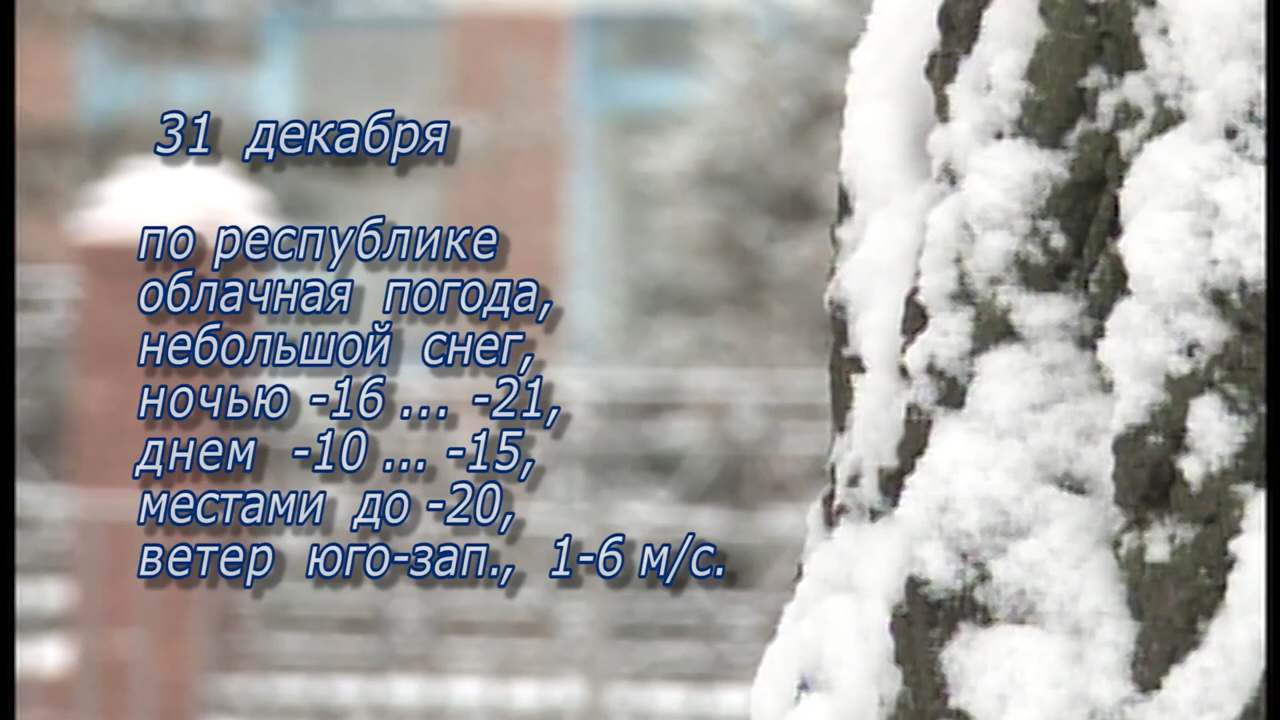 31 декабря
по республике
облачная погода,
небольшой снег,
ночью -16 ... -21,
днем -10 ... -15,
местами до -20,
ветер юго-зап., 1-6 м/с.